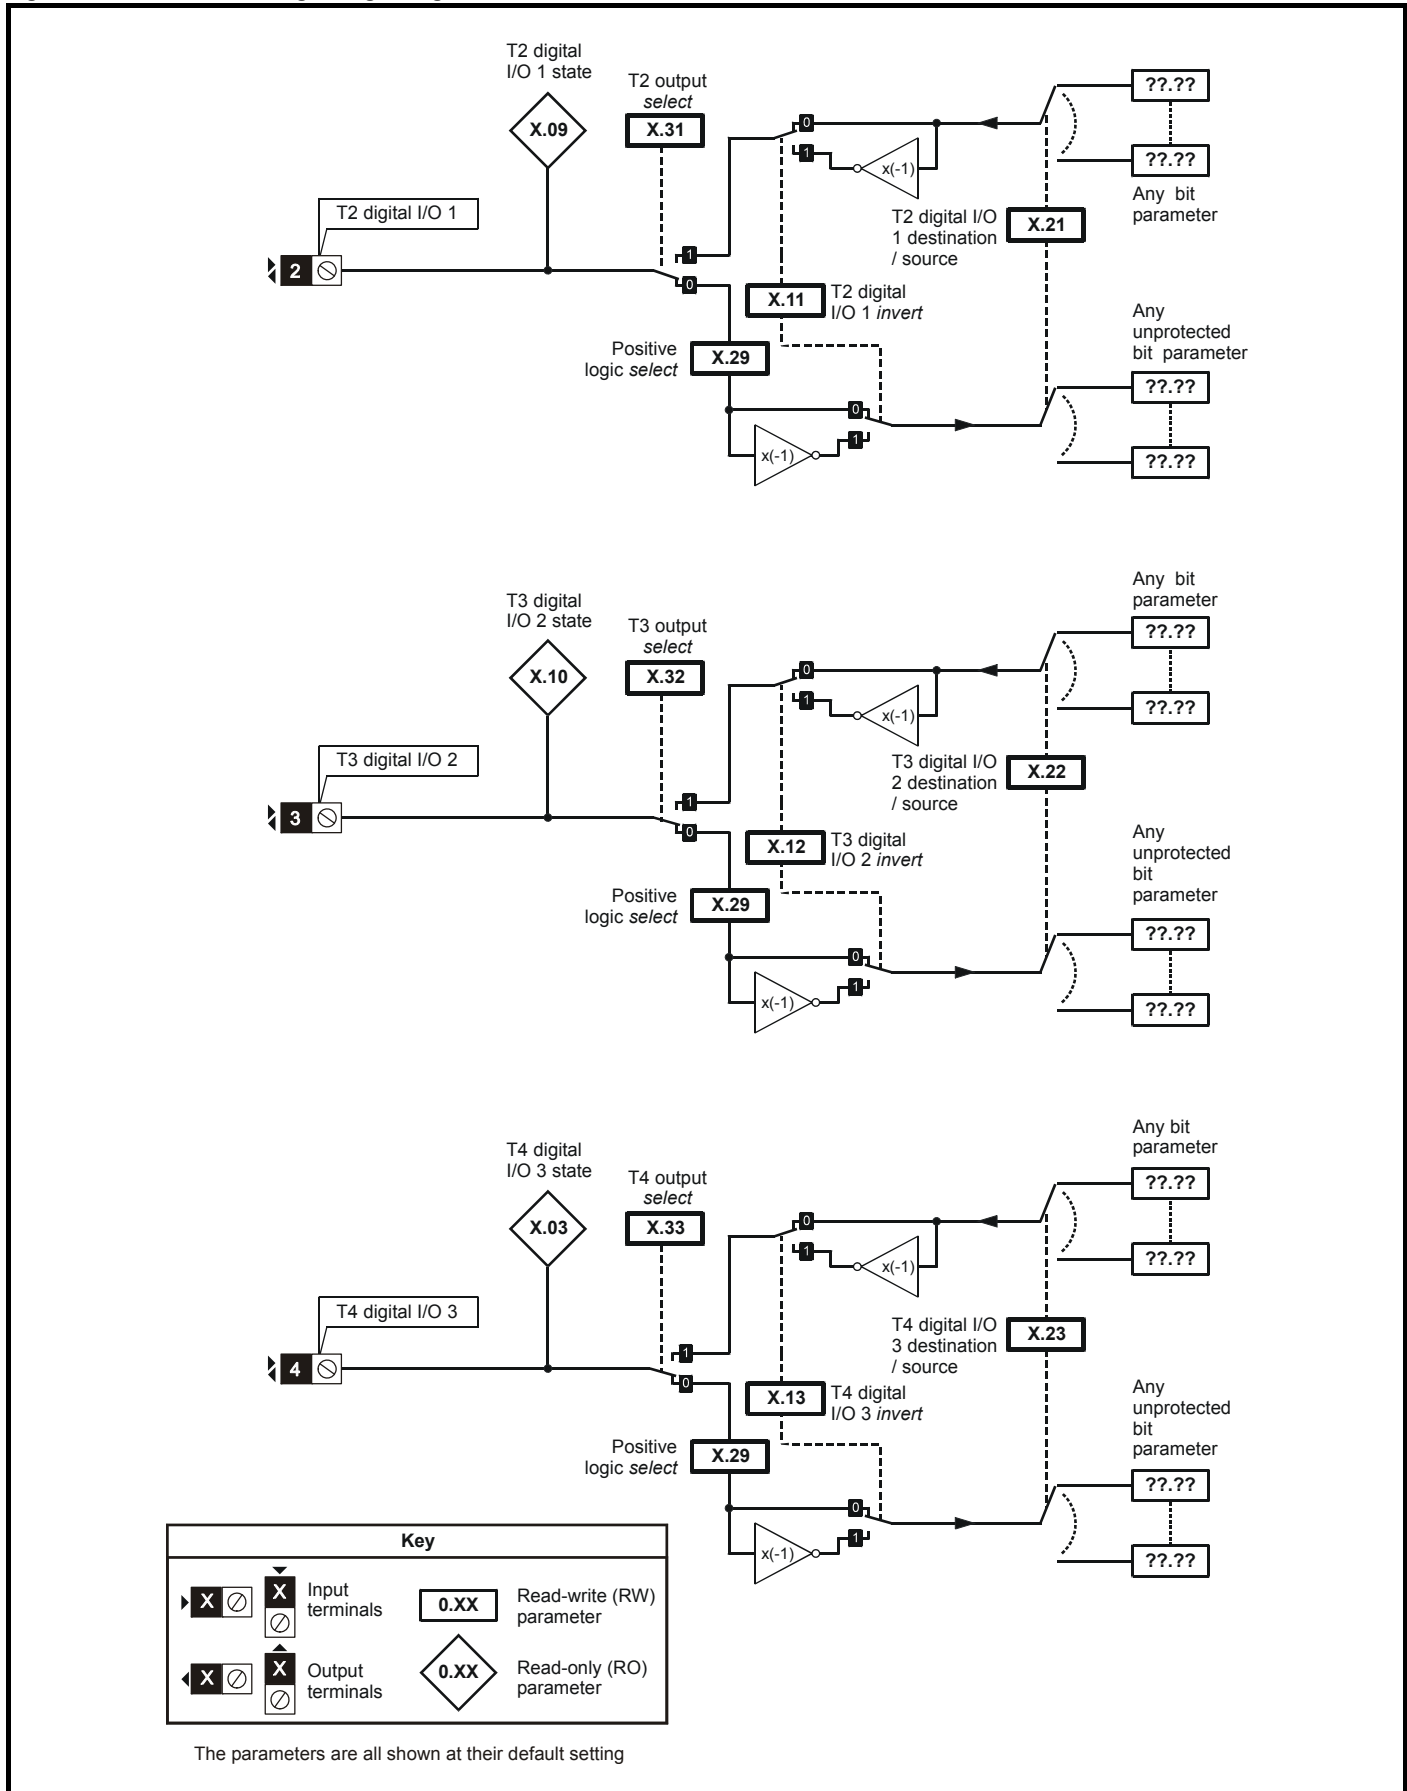 T2 digital
I/O 1 state
T2 output
select
X.09
X.31
0
1
x(-1)
??.??
??.??
Any bit
parameter
T2 digital I/O 1
T2 digital I/O
1 destination
/ source
X.21
2
1
0
X.11
T2 digital
I/O 1 invert
Positive
logic select
X.29
Any
unprotected
bit parameter
0
1
x(-1)
??.??
??.??
T3 digital
I/O 2 state
T3 output
select
X.10
X.32
0
1
x(-1)
Any bit
parameter
??.??
??.??
T3 digital I/O 2
T3 digital I/O
2 destination
/ source
X.22
3
1
0
X.12
T3 digital
I/O 2 invert
Positive
logic select
X.29
Any
unprotected
bit
parameter
0
1
x(-1)
??.??
??.??
T4 digital
I/O 3 state
T4 output
select
X.03
X.33
0
1
x(-1)
Any bit
parameter
??.??
??.??
T4 digital I/O 3
T4 digital I/O
3 destination
/ source
X.23
4
1
0
X.13
T4 digital
I/O 3 invert
Positive
logic select
X.29
Any
unprotected
bit
parameter
0
1
x(-1)
??.??
??.??
Key
X
X
Input
terminals
0.XX
Read-write (RW)
parameter
X
X
Output
terminals
0.XX
Read-only (RO)
parameter
The parameters are all shown at their default setting